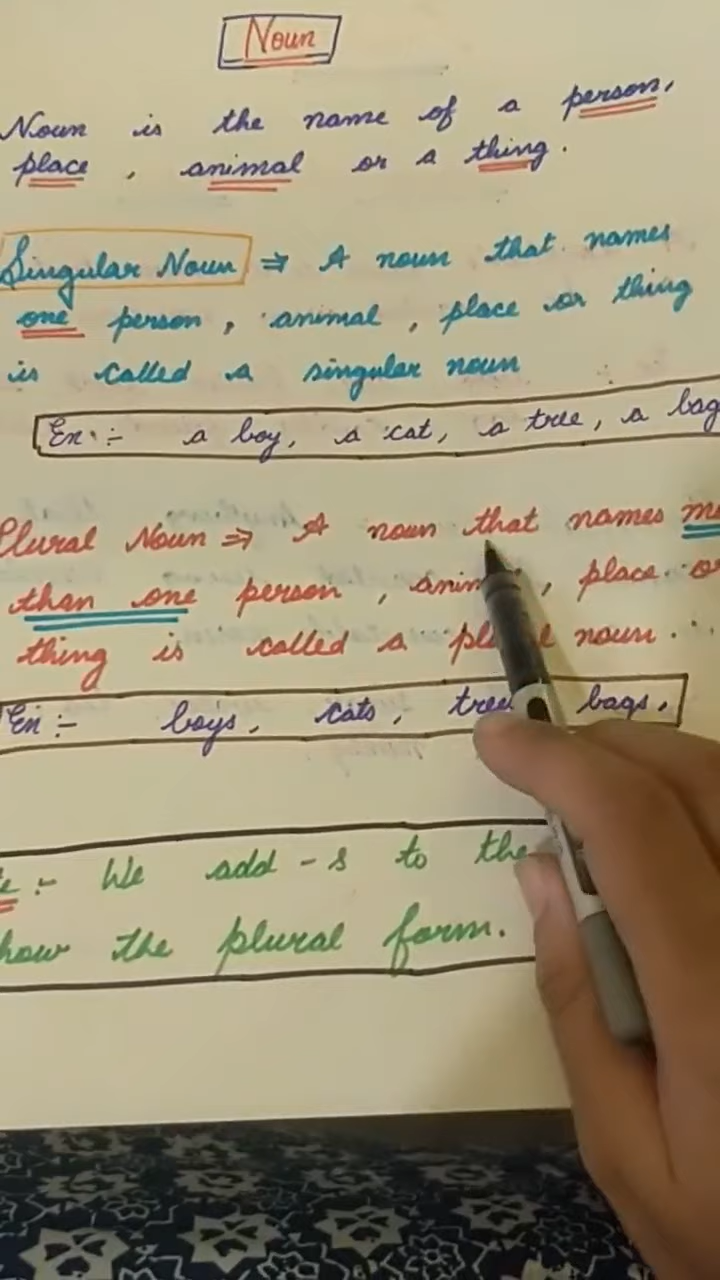 Noun
Noun is the name of a person,
place, animal or a thing.
Singular Noun ⇒ A noun that names
one person, animal, place or thing
is called a singular noun
Ex :- a boy, a cat, a tree, a bag
Plural Noun ⇒ A noun that names
than one person, place
thing is called a noun.
Ex :- boys, cats, bags.
:- We add -s to the
the plural form.